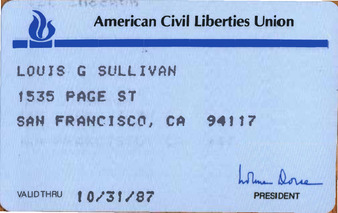 American Civil Liberties Union
LOUIS G SULLIVAN
1535 PAGE ST
SAN FRANCISCO, CA 94117
VALID THRU 10/31/87
PRESIDENT